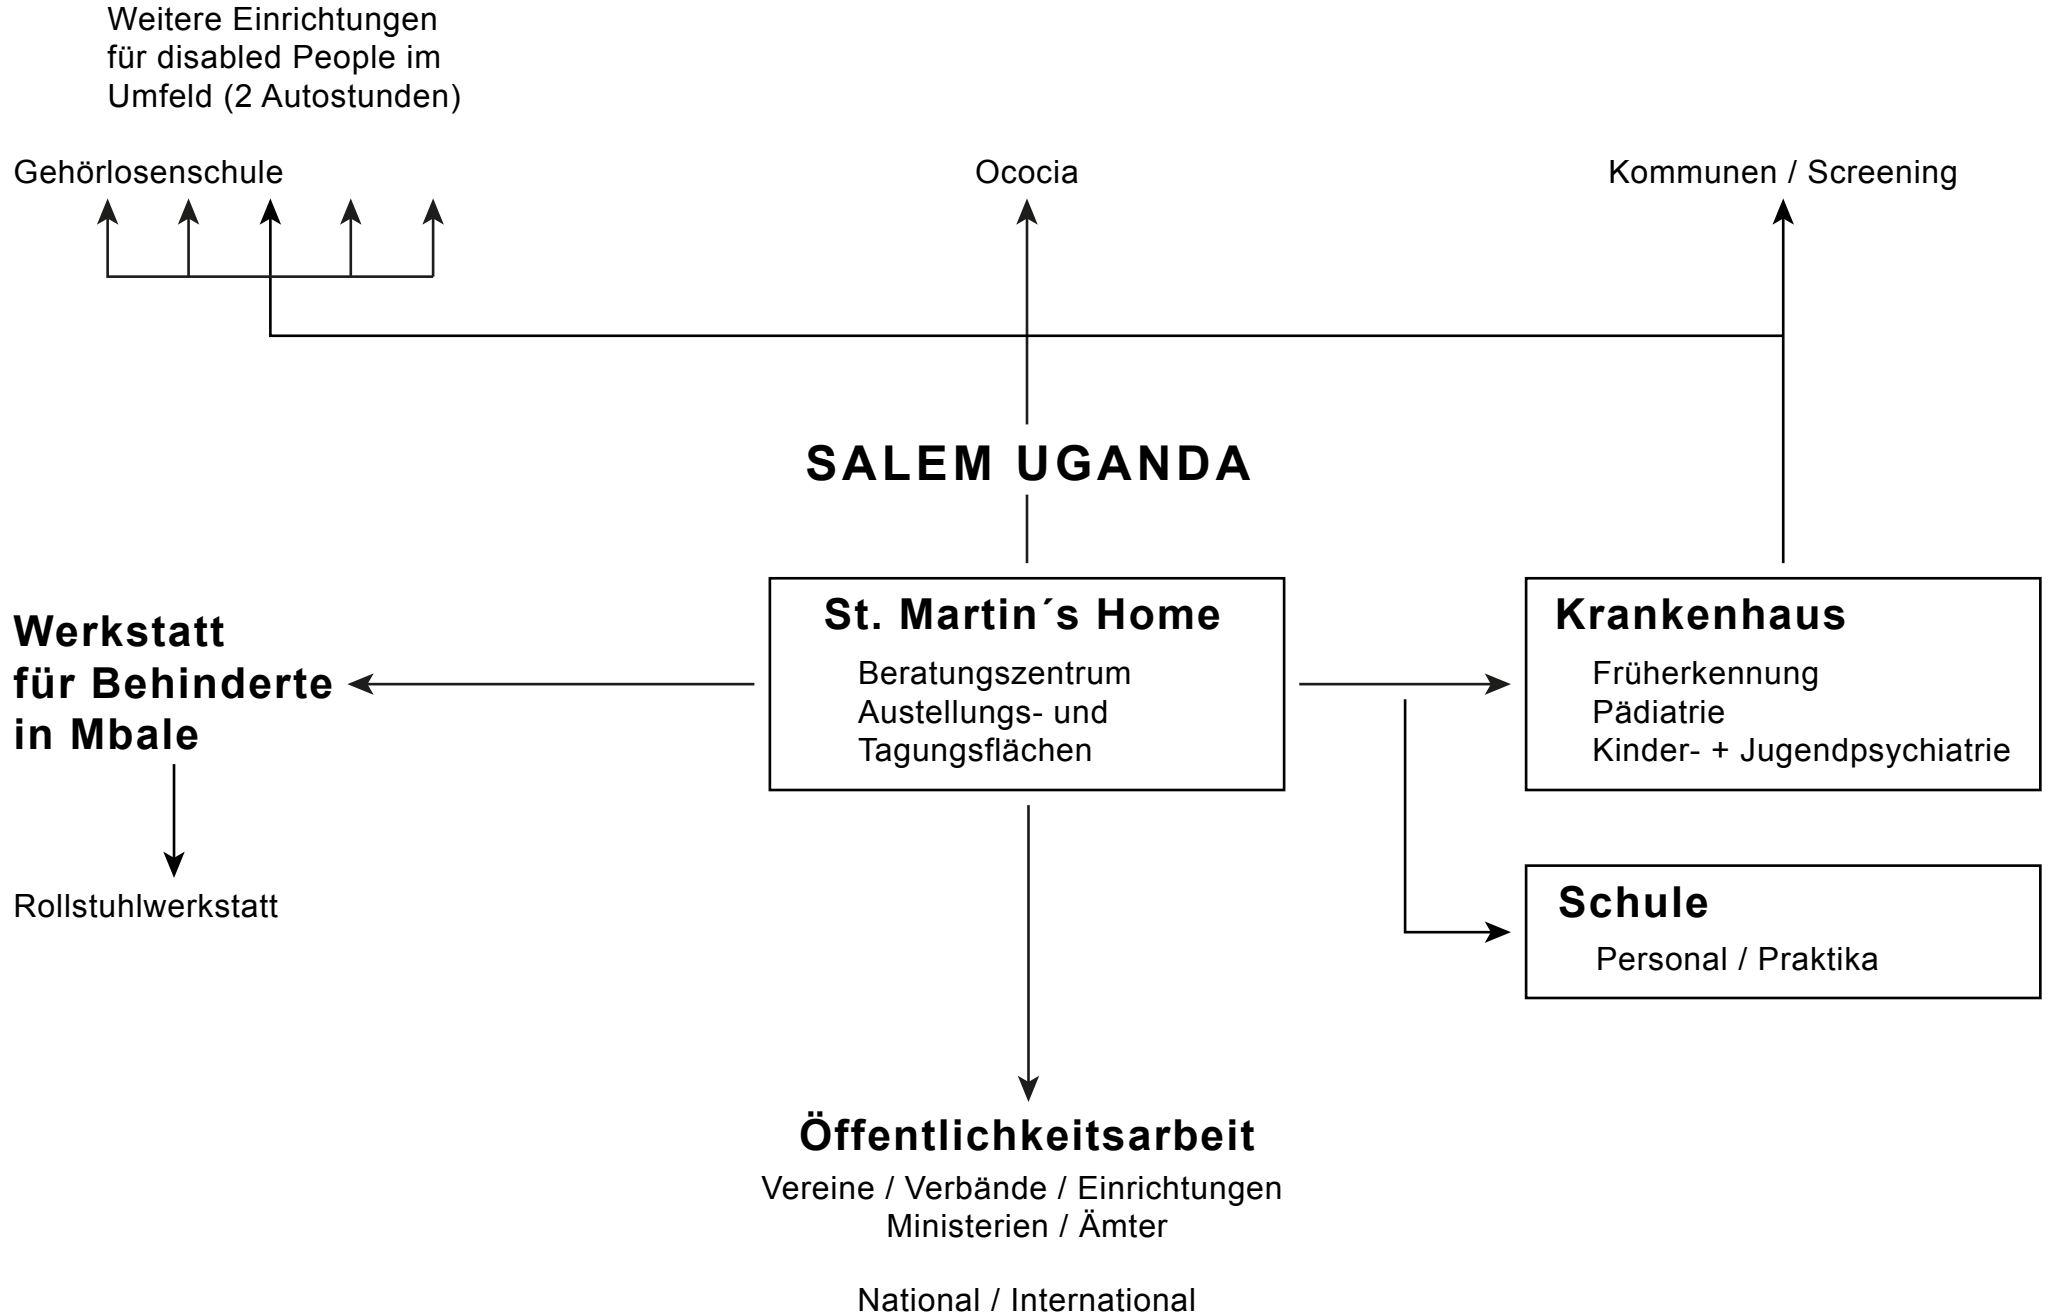 Weitere Einrichtungen
für disabled People im
Umfeld (2 Autostunden)
Gehörlosenschule
Ococia
Kommunen / Screening
SALEM UGANDA
Werkstatt
für Behinderte
in Mbale
Rollstuhlwerkstatt
St. Martin´s Home
Beratungszentrum
Austellungs- und
Tagungsflächen
Krankenhaus
Früherkennung
Pädiatrie
Kinder- + Jugendpsychiatrie
Schule
Personal / Praktika
Öffentlichkeitsarbeit
Vereine / Verbände / Einrichtungen
Ministerien / Ämter
National / International